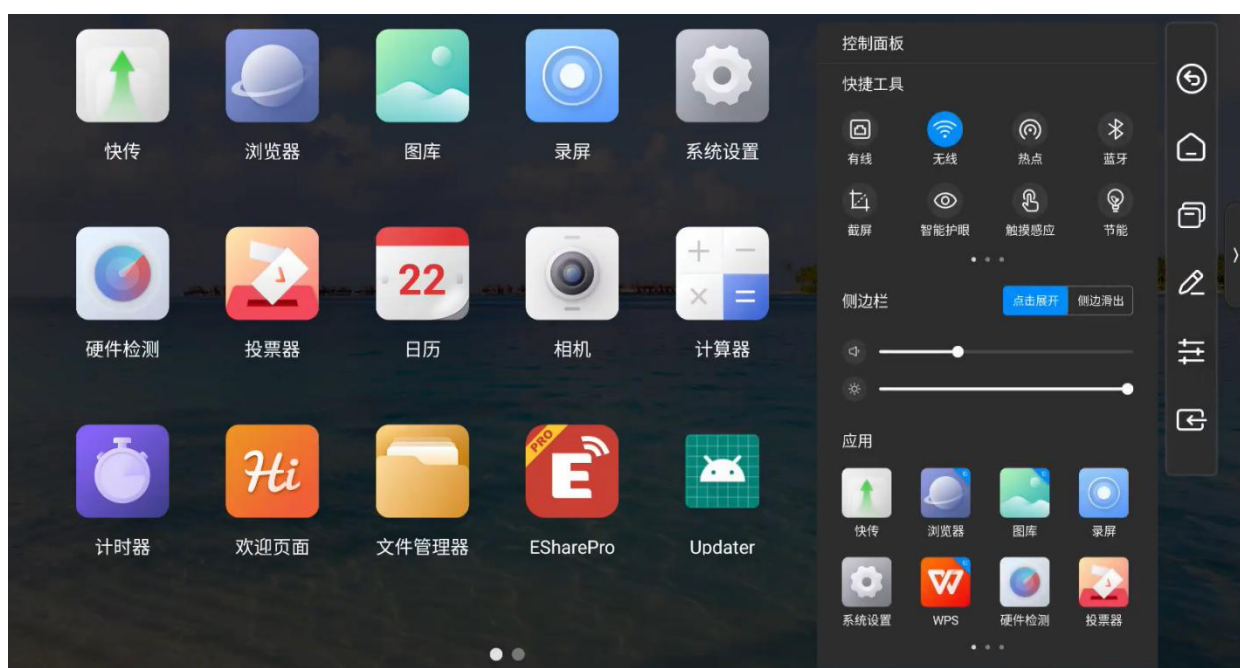 快传
浏览器
图库
录屏
系统设置
硬件检测
22
投票器
日历
相机
计算器
Hi
PRO
E
计时器
欢迎页面
文件管理器
ESharePro
Updater
控制面板
快捷工具
有线
无线
热点
蓝牙
截屏
智能护眼
触摸感应
节能
侧边栏
点击展开
侧边滑出
应用
快传
浏览器
图库
录屏
系统设置
WPS
硬件检测
投票器